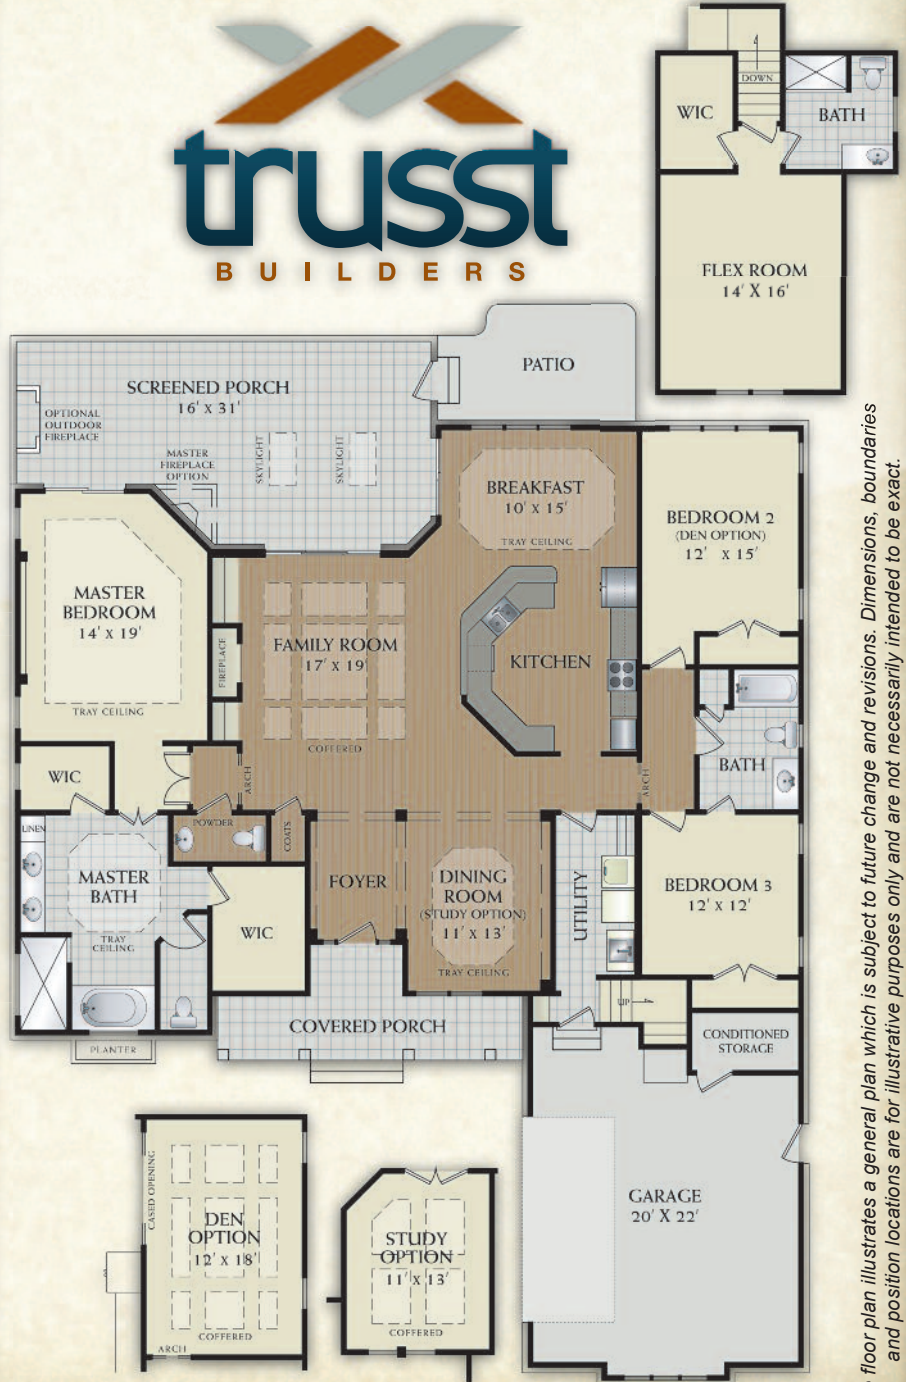 trusst
BUILDERS
DOWN
WIC
BATH
FLEX ROOM
14' X 16'
PATIO
SCREENED PORCH
16' X 31'
OPTIONAL
OUTDOOR
FIREPLACE
MASTER
FIREPLACE
OPTION
SKYLIGHT
SKYLIGHT
BREAKFAST
10' X 15'
TRAY CEILING
BEDROOM 2
(DEN OPTION)
12' X 15'
MASTER
BEDROOM
14' X 19'
TRAY CEILING
FIREPLACE
FAMILY ROOM
17' X 19'
COFFERED
KITCHEN
WIC
ARCH
ARCH
BATH
LINEN
POWDER
COATS
MASTER
BATH
TRAY
CEILING
WIC
FOYER
DINING
ROOM
(STUDY OPTION)
11' X 13'
TRAY CEILING
UTILITY
BEDROOM 3
12' X 12'
UP
PLANTER
COVERED PORCH
CONDITIONED
STORAGE
GARAGE
20' X 22'
CASED OPENING
DEN
OPTION
12' X 18'
COFFERED
ARCH
STUDY
OPTION
11' X 13'
COFFERED
floor plan illustrates a general plan which is subject to future change and revisions. Dimensions, boundaries
and position locations are for illustrative purposes only and are not necessarily intended to be exact.